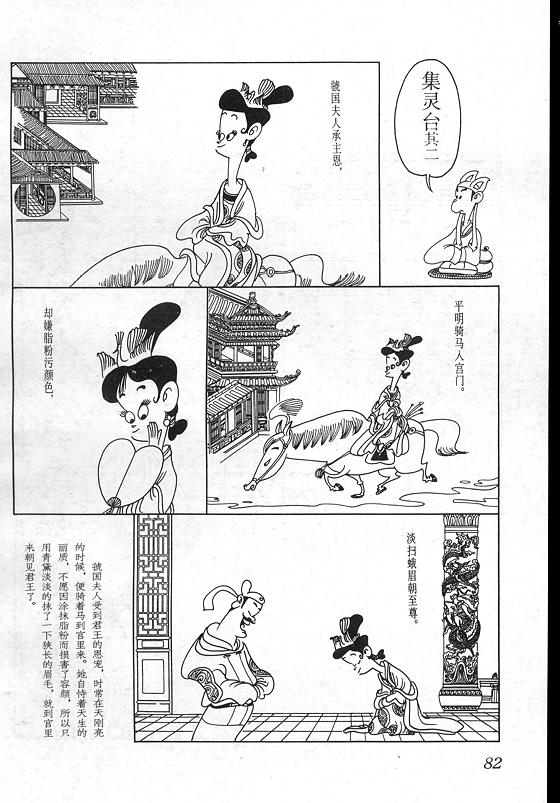 集灵台其二
虢国夫人承主恩，
平明骑马入宫门。
却嫌脂粉污颜色，
淡扫蛾眉朝至尊。
虢国夫人受到君王的恩宠，时常在天刚亮
的时候，便骑着马到宫里来。她自恃着天生的
丽质，不愿因涂抹脂粉而损害了容颜，所以只
用青黛淡淡的抹了一下狭长的眉毛，就到宫里
来朝见君王了。
82